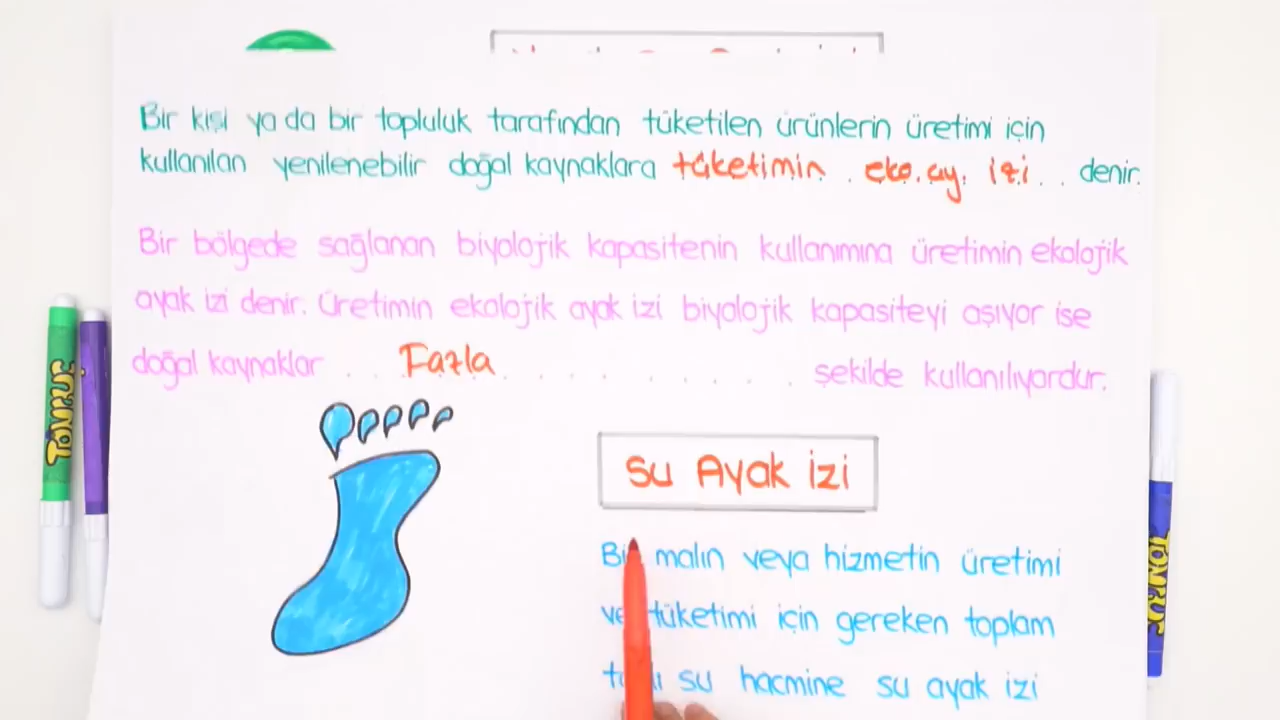 Bir kişi ya da bir topluluk tarafından tüketilen ürünlerin üretimi için
kullanılan yenilenebilir doğal kaynaklara tüketimin . eko.ay. izi . . denir.
Bir bölgede sağlanan biyolojik kapasitenin kullanımına üretimin ekolojik
ayak izi denir. Üretimin ekolojik ayak izi biyolojik kapasiteyi aşıyor ise
doğal kaynaklar . . Fazla . . . . . . . . şekilde kullanılıyordur.
Su Ayak İzi
malın veya hizmetin üretimi
tüketimi için gereken toplam
su hacmine su ayak izi
TOMBUŞ
TOMBUŞ